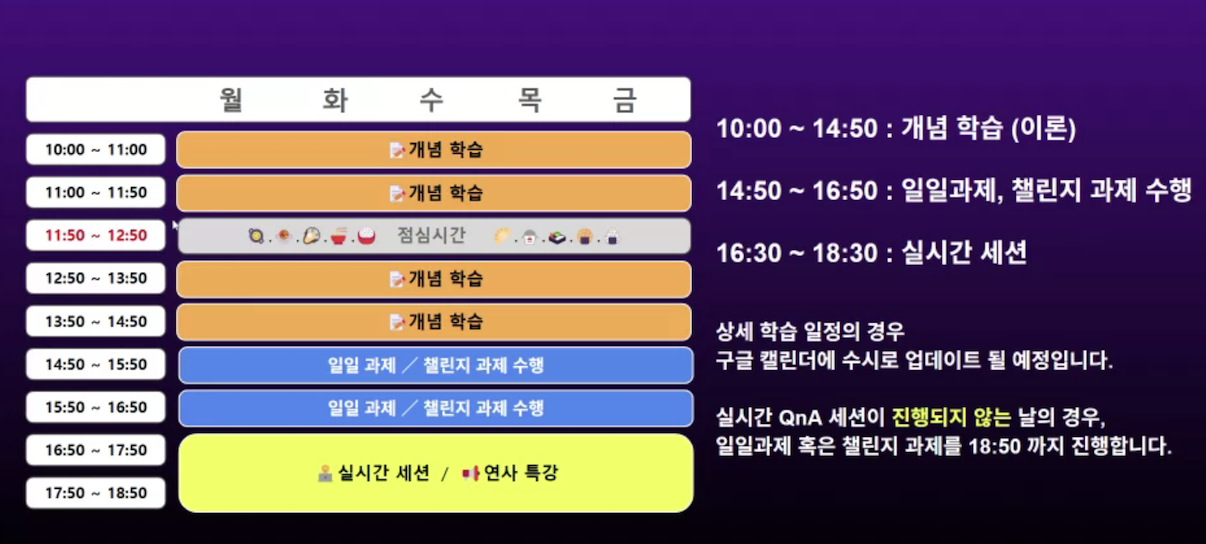 월 화 수 목 금
10:00 ~ 11:00 개념 학습
11:00 ~ 11:50 개념 학습
11:50 ~ 12:50 점심시간
12:50 ~ 13:50 개념 학습
13:50 ~ 14:50 개념 학습
14:50 ~ 15:50 일일 과제 / 챌린지 과제 수행
15:50 ~ 16:50 일일 과제 / 챌린지 과제 수행
16:50 ~ 17:50
실시간 세션 / 연사 특강
17:50 ~ 18:50
10:00 ~ 14:50 : 개념 학습 (이론)
14:50 ~ 16:50 : 일일과제, 챌린지 과제 수행
16:30 ~ 18:30 : 실시간 세션
상세 학습 일정의 경우
구글 캘린더에 수시로 업데이트 될 예정입니다.
실시간 QnA 세션이 진행되지 않는 날의 경우,
일일과제 혹은 챌린지 과제를 18:50 까지 진행합니다.